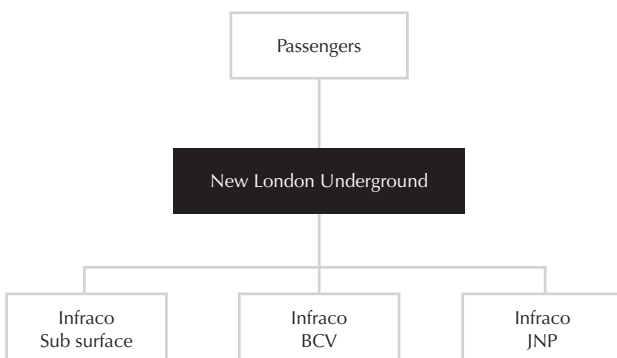 Passengers
New London Underground
Infraco
Sub surface
Infraco
BCV
Infraco
JNP